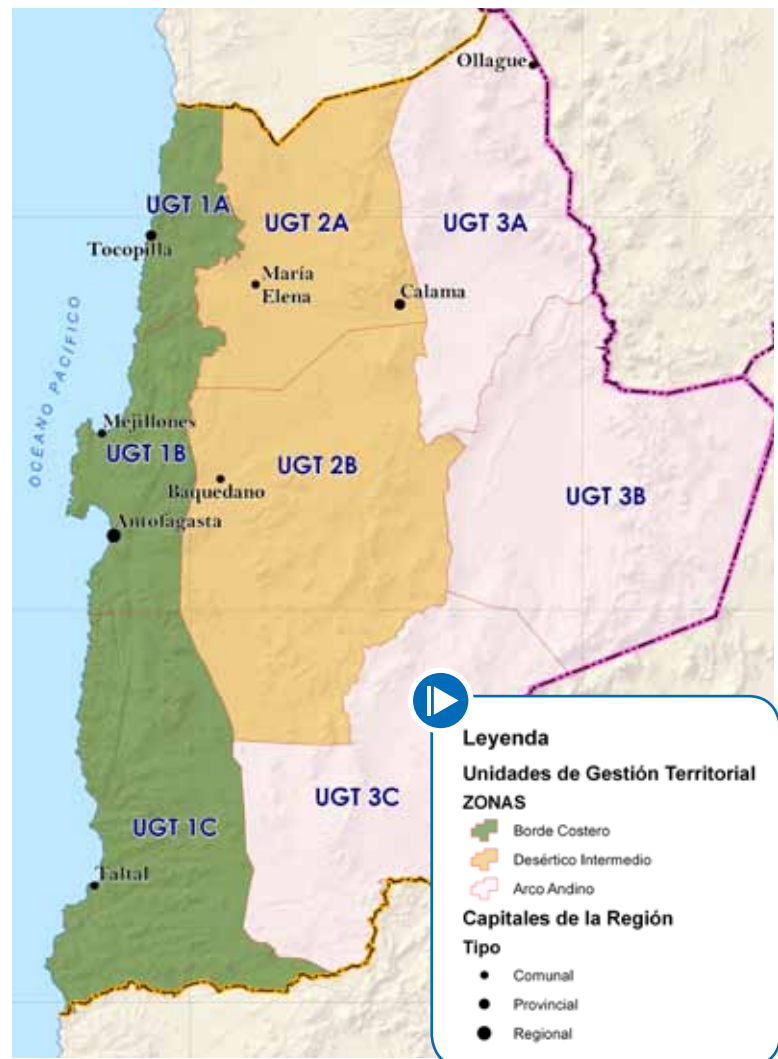 Ollague
UGT 1A
UGT 2A
UGT 3A
Tocopilla
María
Elena
Calama
OCEANO PACÍFICO
Mejillones
UGT 1B
UGT 2B
Baquedano
UGT 3B
Antofagasta
UGT 3C
UGT 1C
Taltal
Leyenda
Unidades de Gestión Territorial
ZONAS
Borde Costero
Desértico Intermedio
Arco Andino
Capitales de la Región
Tipo
Comunal
Provincial
Regional